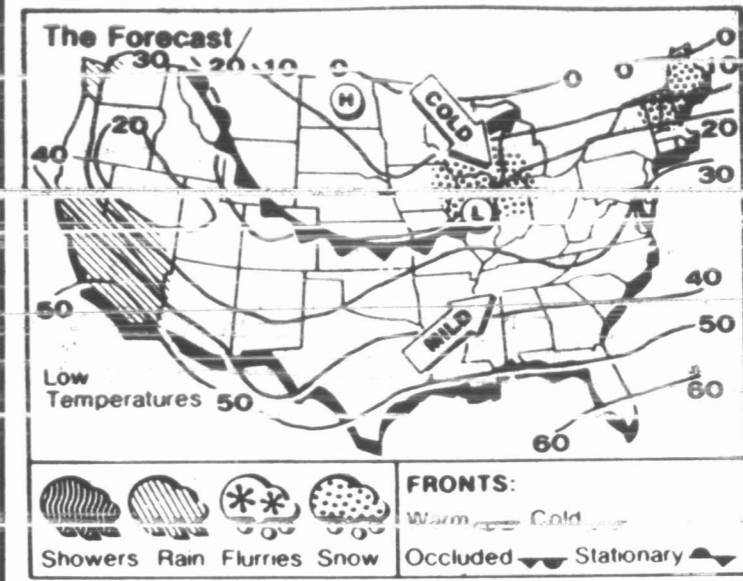 The Forecast
30 20 10 0
0 0 0
10
H
COLD
20
20
40
30
L
50
40
MILD
50
Low
Temperatures 50
60
60
FRONTS:
Warm Cold
Showers Rain Flurries Snow
Occluded Stationary